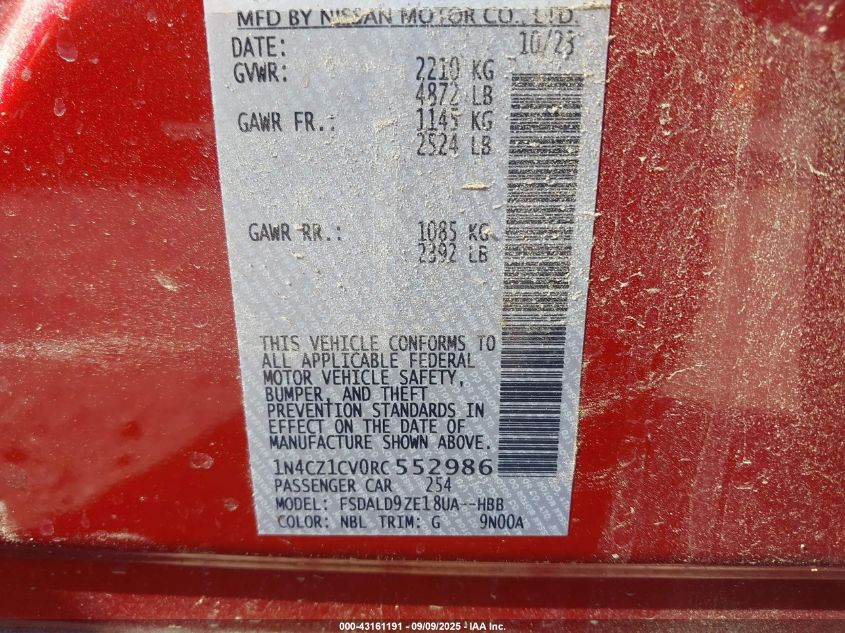 MFD BY NISSAN MOTOR CO., LTD.
DATE: 10/23
GVWR: 2210 KG
4872 LB
GAWR FR.: 1145 KG
2524 LB
GAWR RR.: 1085 KG
2392 LB
THIS VEHICLE CONFORMS TO
ALL APPLICABLE FEDERAL
MOTOR VEHICLE SAFETY,
BUMPER, AND THEFT
PREVENTION STANDARDS IN
EFFECT ON THE DATE OF
MANUFACTURE SHOWN ABOVE.
1N4CZ1CV0RC552986
PASSENGER CAR 254
MODEL: FSDALD9ZE18UA--HBB
COLOR: NBL TRIM: G 9N00A
000-43161191 - 09/09/2025 - IAA Inc.